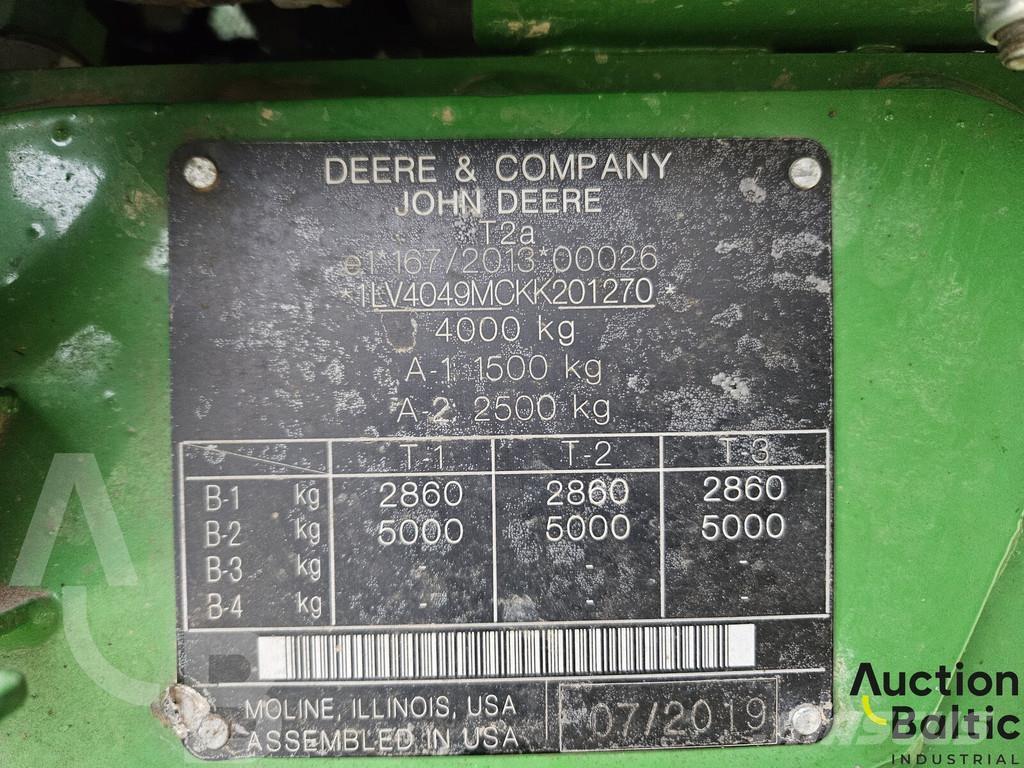 DEERE & COMPANY
JOHN DEERE
T2a
e1*167/2013*00026
*1LV4049MCKK201270*
4000 kg
A-1: 1500 kg
A-2: 2500 kg
T-1 T-2 T-3
B-1 kg 2860 2860 2860
B-2 kg 5000 5000 5000
B-3 kg - - -
B-4 kg - - -
MOLINE, ILLINOIS, USA
ASSEMBLED IN USA
07/2019
Auction
Baltic
INDUSTRIAL